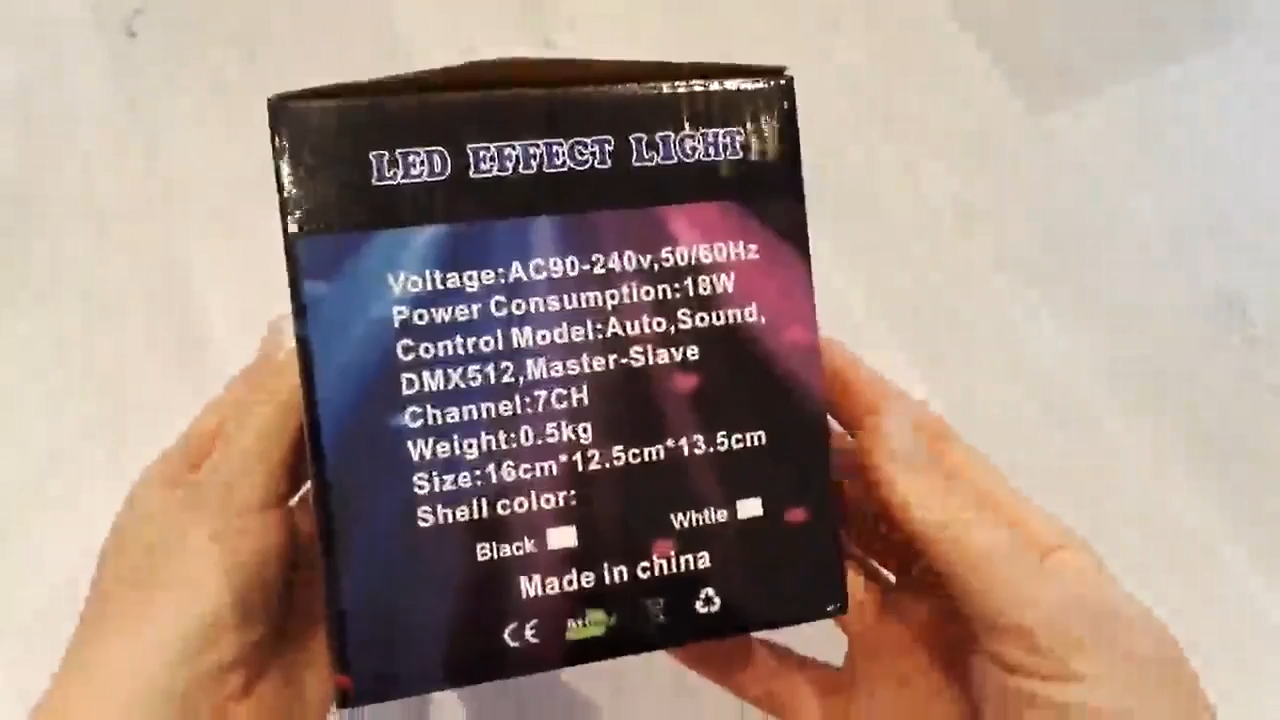 LED EFFECT LIGHT
Voltage:AC90-240v,50/60Hz
Power Consumption:18W
Control Model:Auto,Sound,
DMX512,Master-Slave
Channel:7CH
Weight:0.5kg
Size:16cm*12.5cm*13.5cm
Shell color:
Black Whtie
Made in china
CE